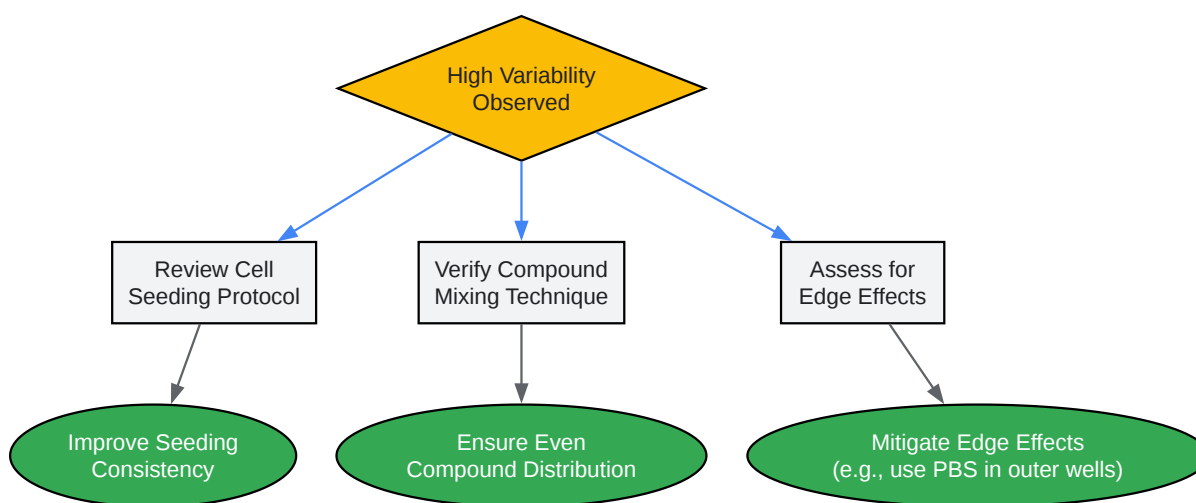 High Variability
Observed
Review Cell
Seeding Protocol
Verify Compound
Mixing Technique
Assess for
Edge Effects
Improve Seeding
Consistency
Ensure Even
Compound Distribution
Mitigate Edge Effects
(e.g., use PBS in outer wells)